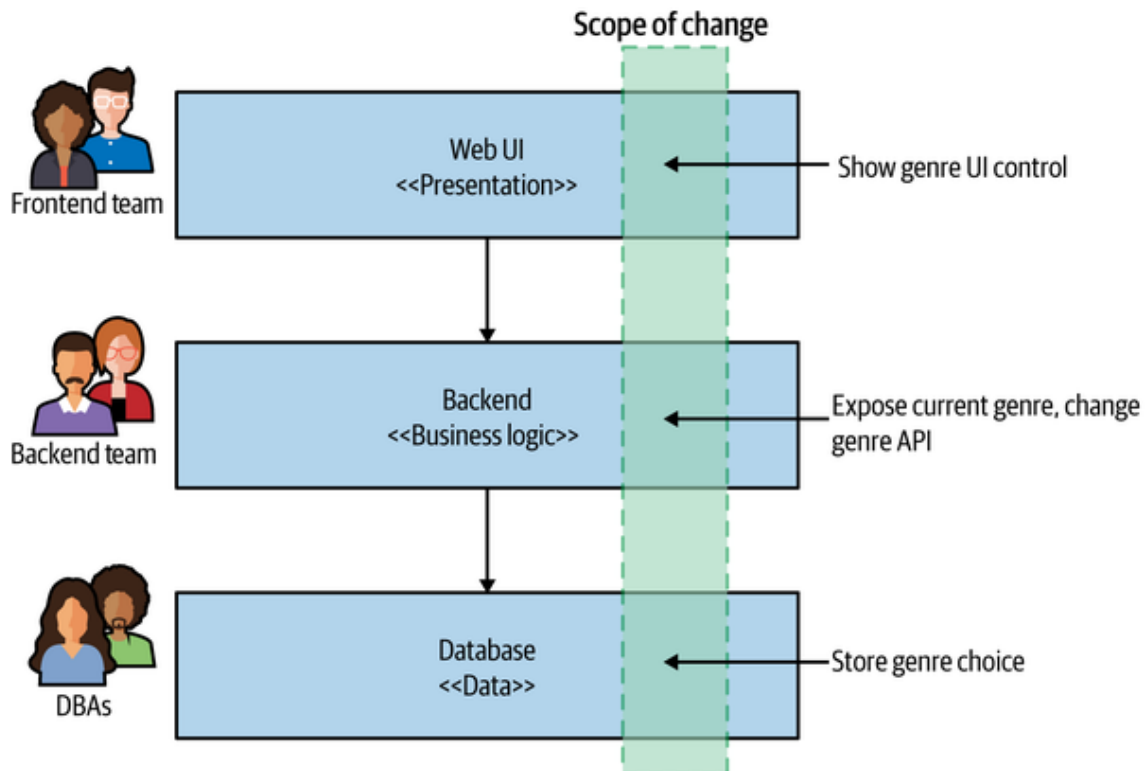 Scope of change
Frontend team
Web UI
<<Presentation>>
Show genre UI control
Backend team
Backend
<<Business logic>>
Expose current genre, change
genre API
DBAs
Database
<<Data>>
Store genre choice